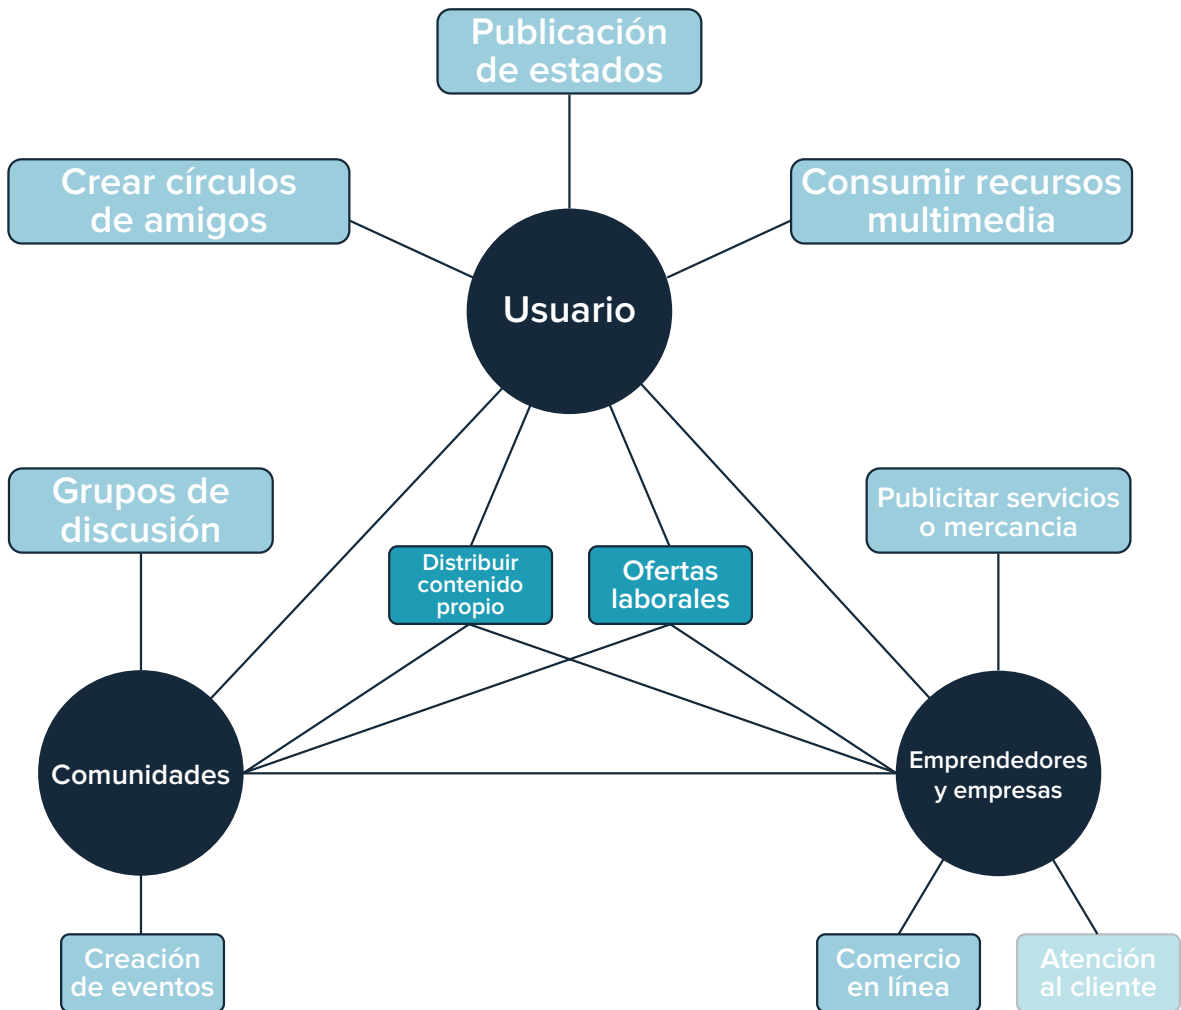 Publicación
de estados
Crear círculos
de amigos
Consumir recursos
multimedia
Usuario
Grupos de
discusión
Publicitar servicios
o mercancia
Distribuir
contenido
propio
Ofertas
laborales
Comunidades
Emprendedores
y empresas
Creación
de eventos
Comercio
en línea
Atención
al cliente